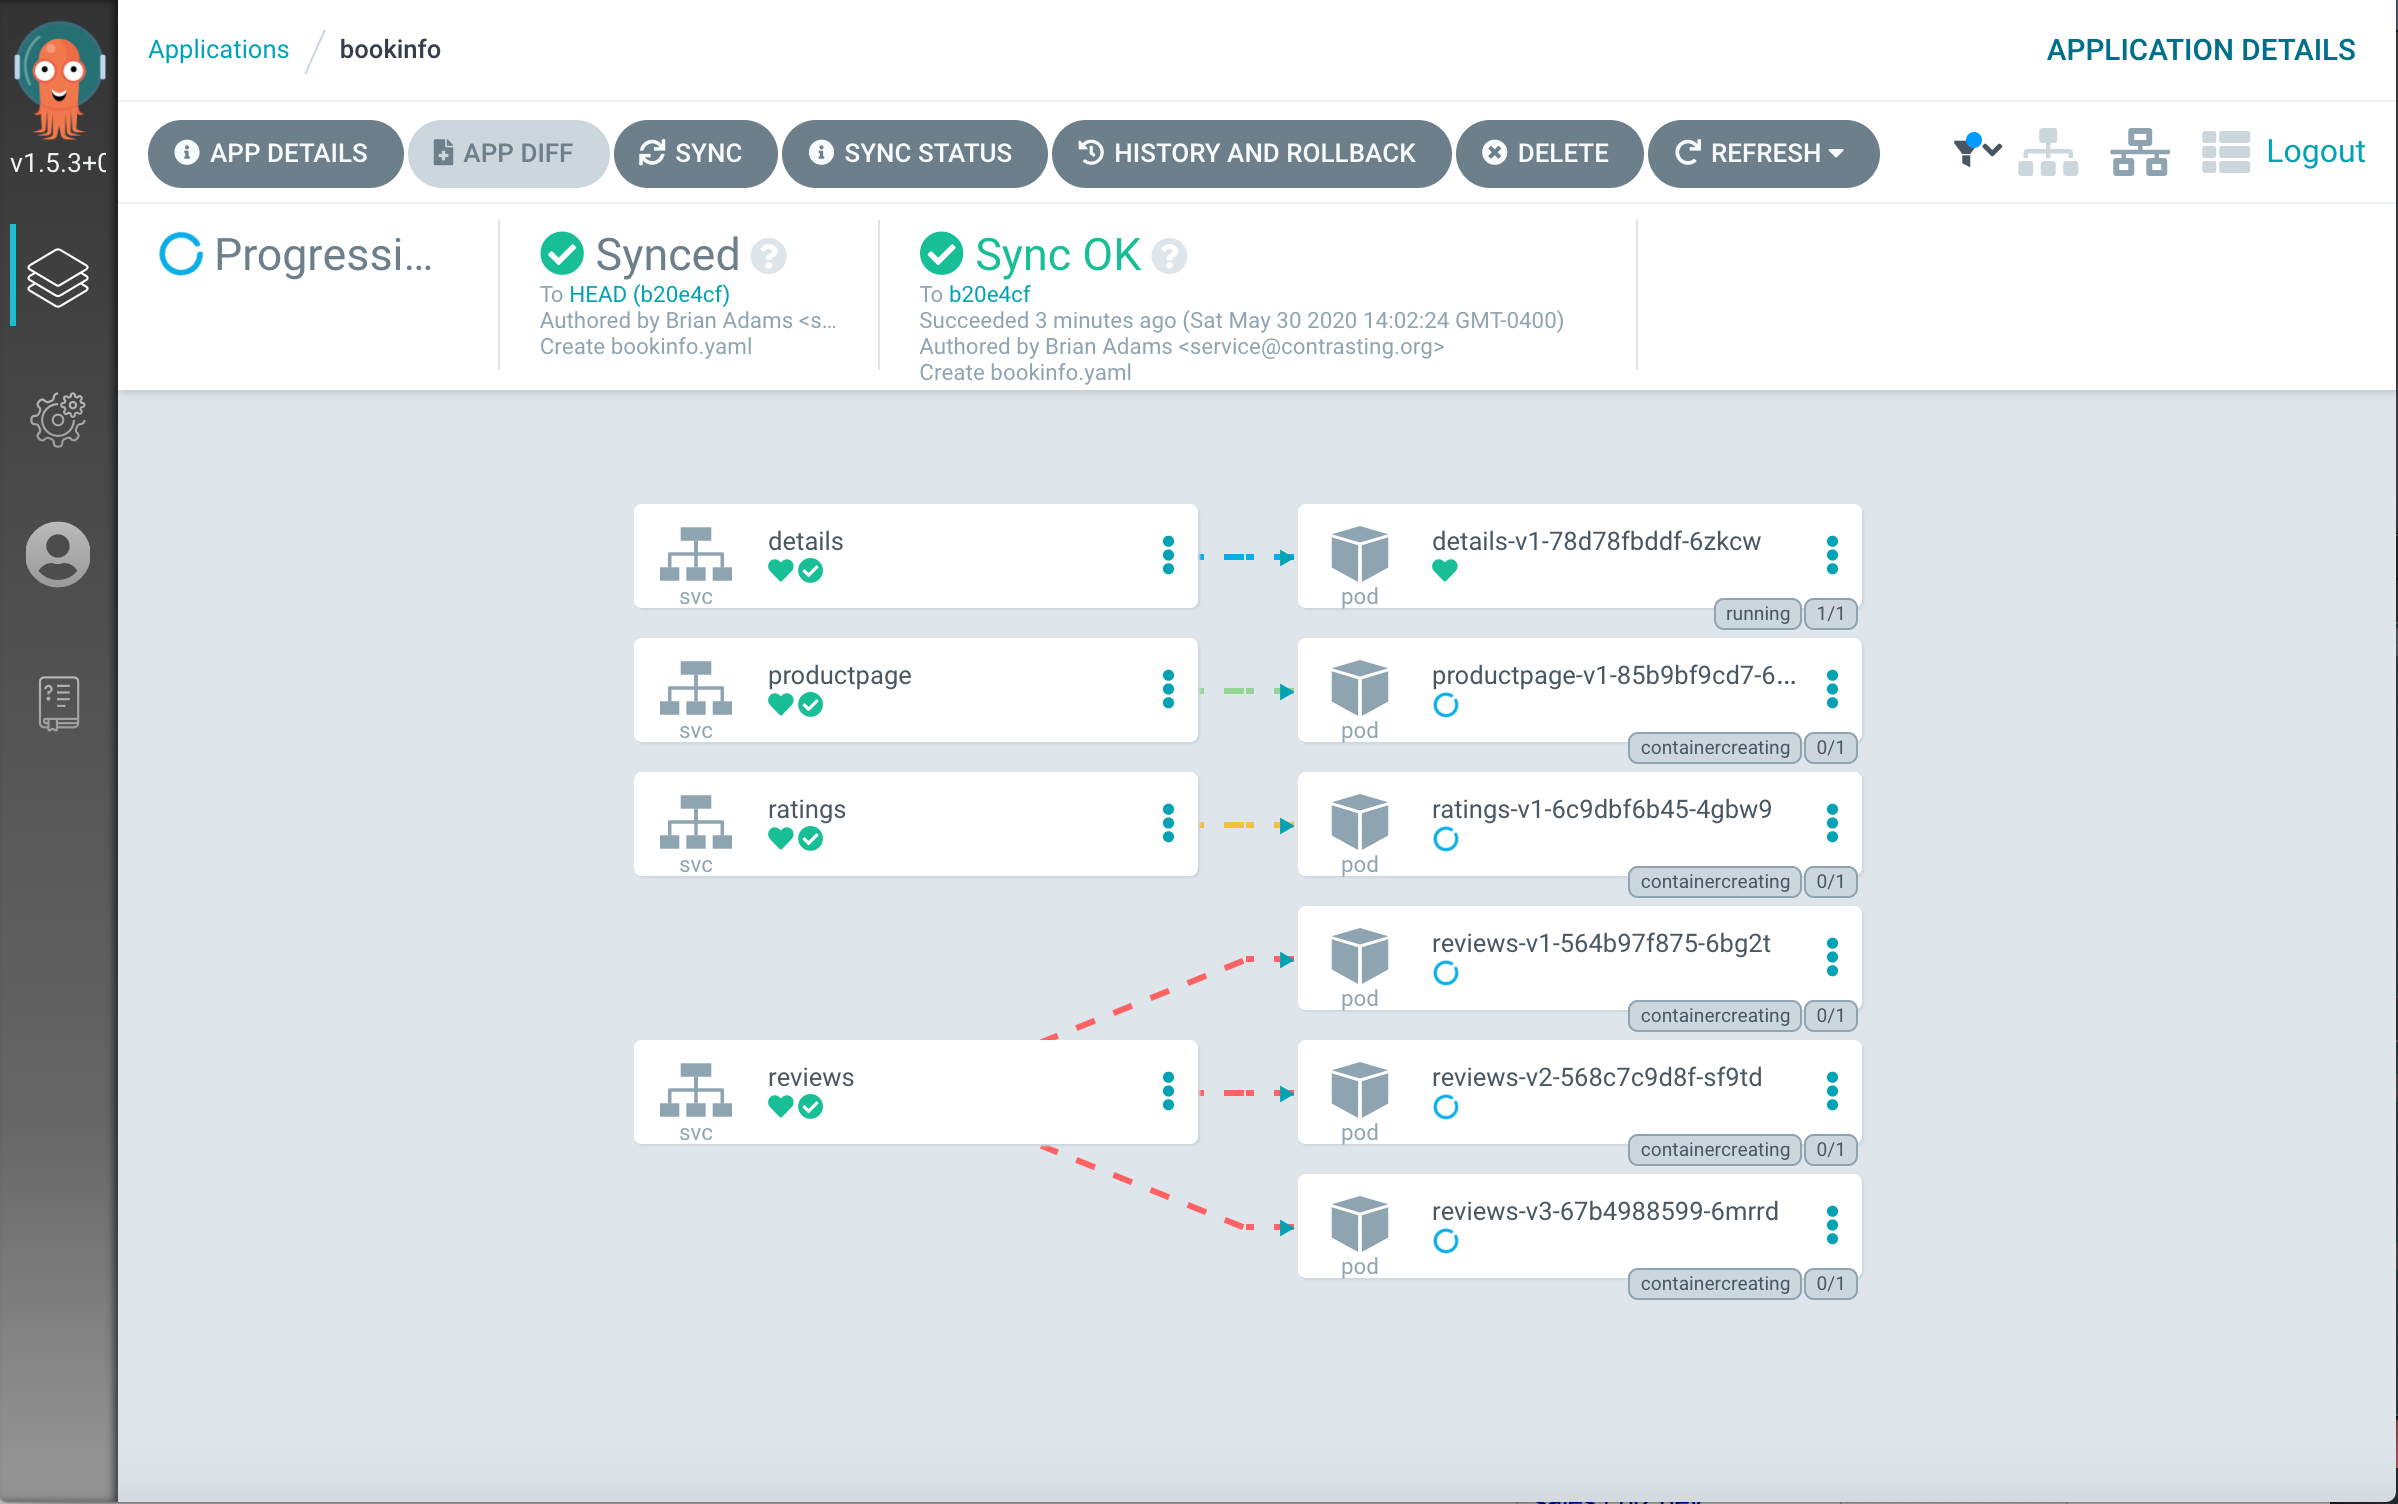 v1.5.3+
Applications / bookinfo
APPLICATION DETAILS
APP DETAILS
APP DIFF
SYNC
SYNC STATUS
HISTORY AND ROLLBACK
DELETE
REFRESH
Logout
Progressi...
Synced ?
To HEAD (b20e4cf)
Authored by Brian Adams <s...
Create bookinfo.yaml
Sync OK ?
To b20e4cf
Succeeded 3 minutes ago (Sat May 30 2020 14:02:24 GMT-0400)
Authored by Brian Adams <service@contrasting.org>
Create bookinfo.yaml
details
svc
details-v1-78d78fbddf-6zkcw
pod
running 1/1
productpage
svc
productpage-v1-85b9bf9cd7-6...
pod
containercreating 0/1
ratings
svc
ratings-v1-6c9dbf6b45-4gbw9
pod
containercreating 0/1
reviews-v1-564b97f875-6bg2t
pod
containercreating 0/1
reviews
svc
reviews-v2-568c7c9d8f-sf9td
pod
containercreating 0/1
reviews-v3-67b4988599-6mrrd
pod
containercreating 0/1